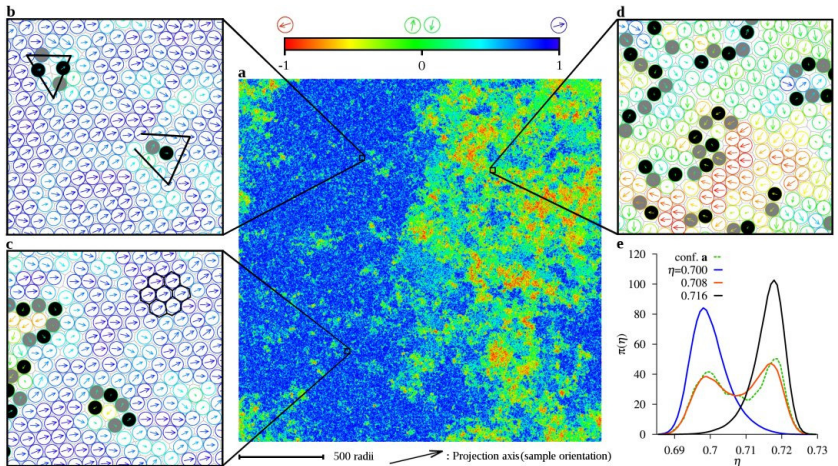 b
d
-1
0
1
a
c
e
conf. a
η=0.700
0.708
0.716
120
100
80
60
40
20
0
π(η)
0.69
0.7
0.71
0.72
0.73
η
500 radii
: Projection axis(sample orientation)